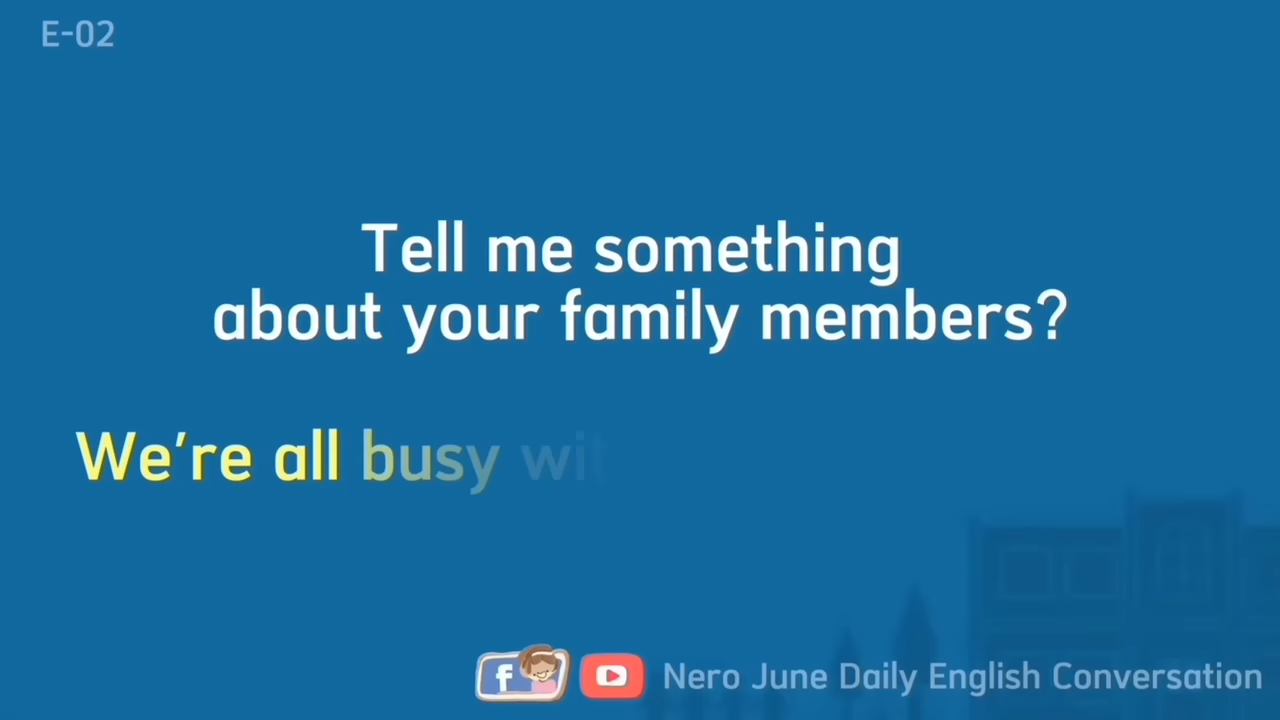 E-02
Tell me something
about your family members?
We're all busy
Nero June Daily English Conversation